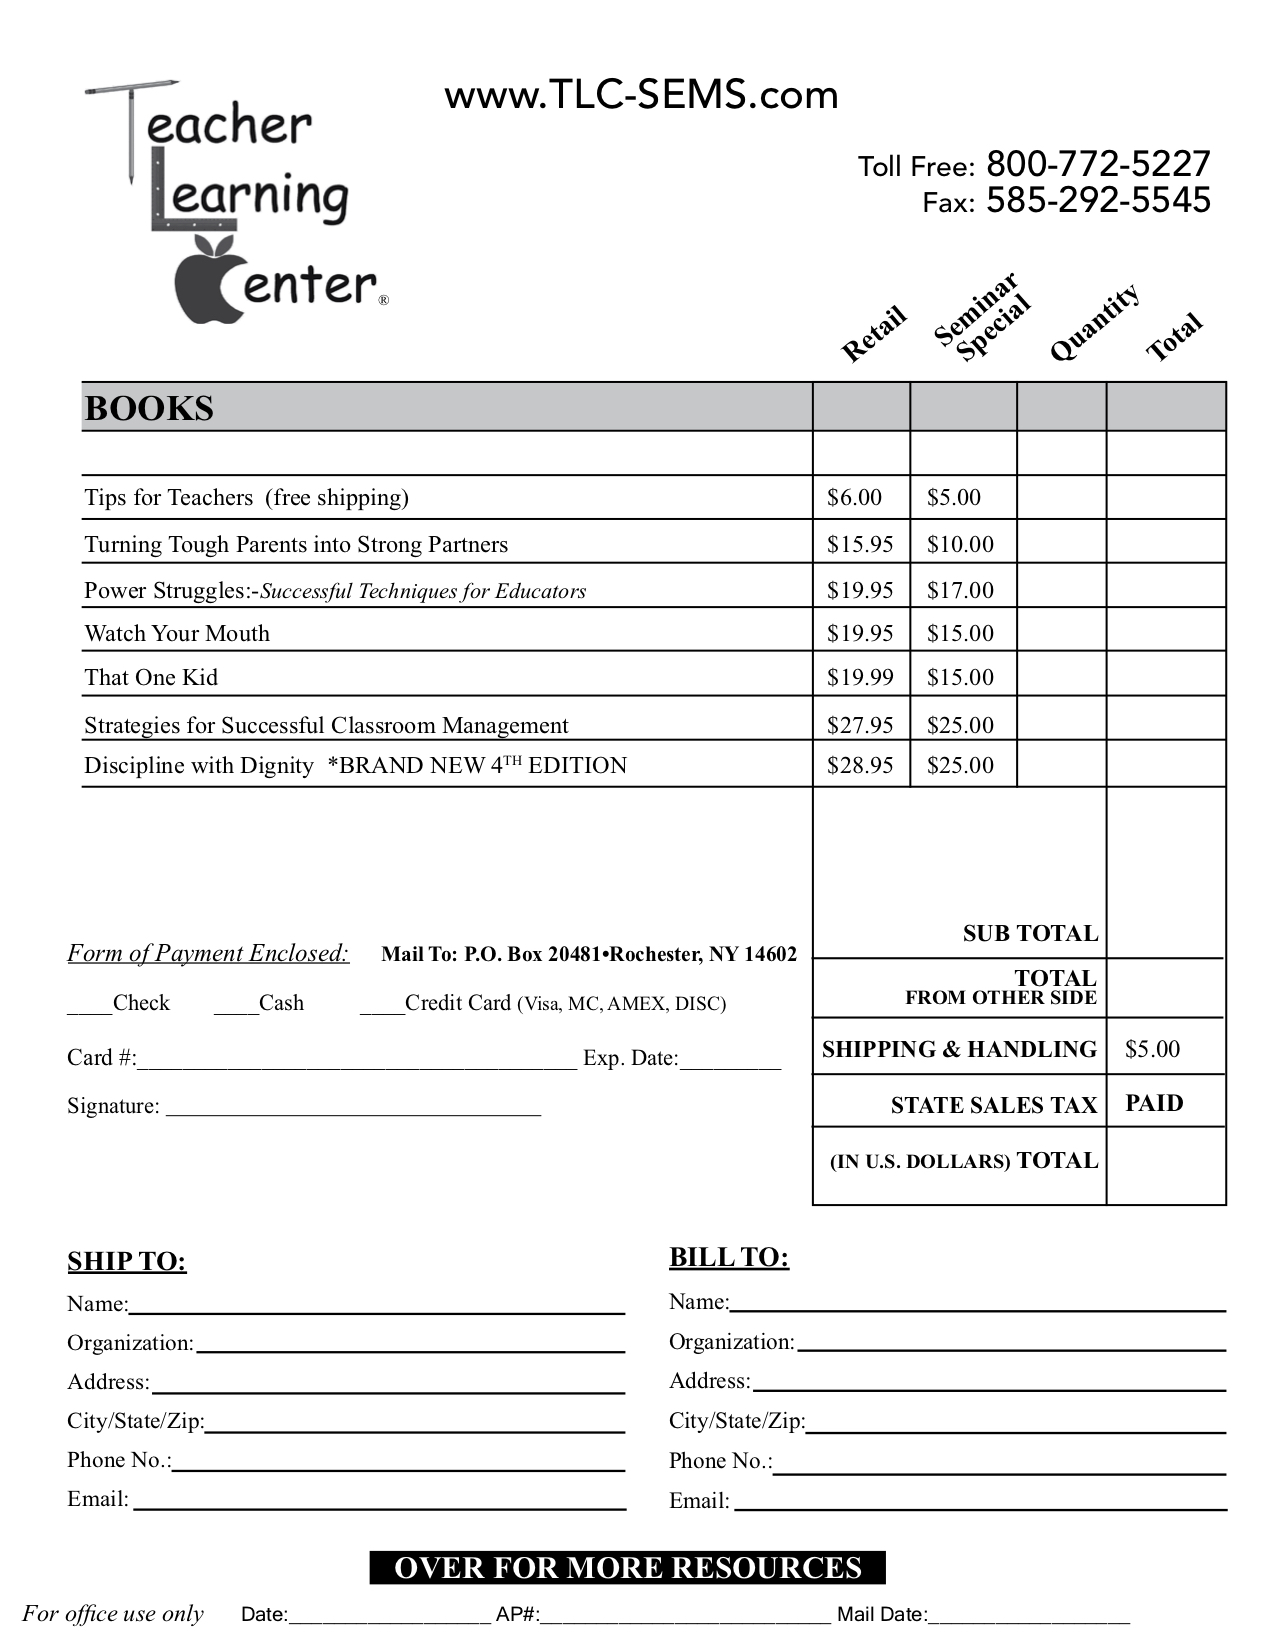 www.TLC-SEMS.com
Teacher
Learning
Center®
Toll Free: 800-772-5227
Fax: 585-292-5545
Retail
Seminar
Special
Quantity
Total
BOOKS
Tips for Teachers (free shipping) $6.00 $5.00
Turning Tough Parents into Strong Partners $15.95 $10.00
Power Struggles:-Successful Techniques for Educators $19.95 $17.00
Watch Your Mouth $19.95 $15.00
That One Kid $19.99 $15.00
Strategies for Successful Classroom Management $27.95 $25.00
Discipline with Dignity *BRAND NEW 4TH EDITION $28.95 $25.00
SUB TOTAL
TOTAL
FROM OTHER SIDE
SHIPPING & HANDLING $5.00
STATE SALES TAX PAID
(IN U.S. DOLLARS) TOTAL
Form of Payment Enclosed: Mail To: P.O. Box 20481•Rochester, NY 14602
____Check ____Cash ____Credit Card (Visa, MC, AMEX, DISC)
Card #:_______________________________________ Exp. Date:_________
Signature: _________________________________
SHIP TO:
Name:
Organization:
Address:
City/State/Zip:
Phone No.:
Email:
BILL TO:
Name:
Organization:
Address:
City/State/Zip:
Phone No.:
Email:
OVER FOR MORE RESOURCES
For office use only Date:__________________ AP#:__________________________ Mail Date:__________________